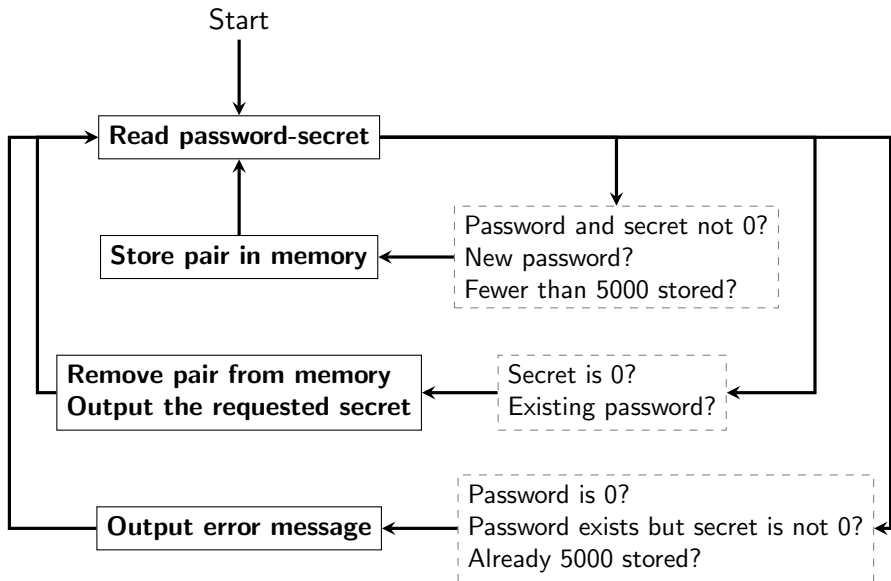 Start
Read password-secret
Password and secret not 0?
New password?
Fewer than 5000 stored?
Store pair in memory
Remove pair from memory
Output the requested secret
Secret is 0?
Existing password?
Password is 0?
Password exists but secret is not 0?
Already 5000 stored?
Output error message